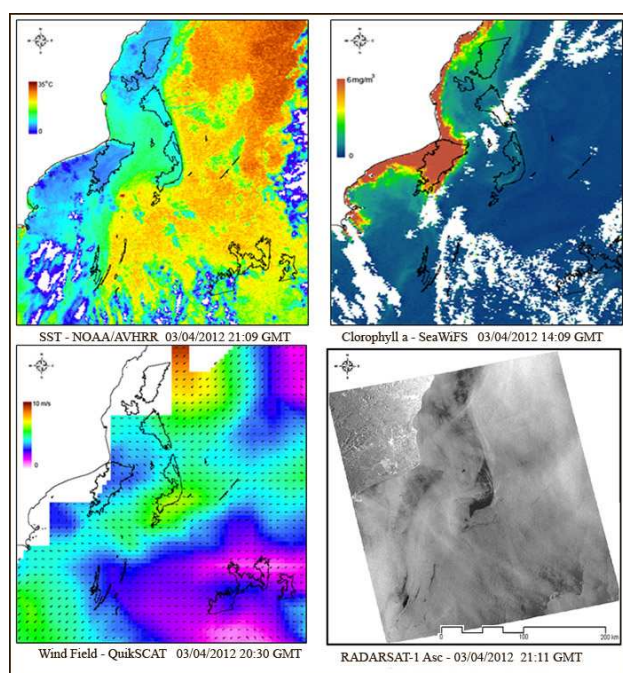 35°C
6 mg/m³
0
SST - NOAA/AVHRR 03/04/2012 21:09 GMT
Clorophyll a - SeaWiFS 03/04/2012 14:09 GMT
10 m/s
0
0 100 200 km
Wind Field - QuikSCAT 03/04/2012 20:30 GMT
RADARSAT-1 Asc - 03/04/2012 21:11 GMT